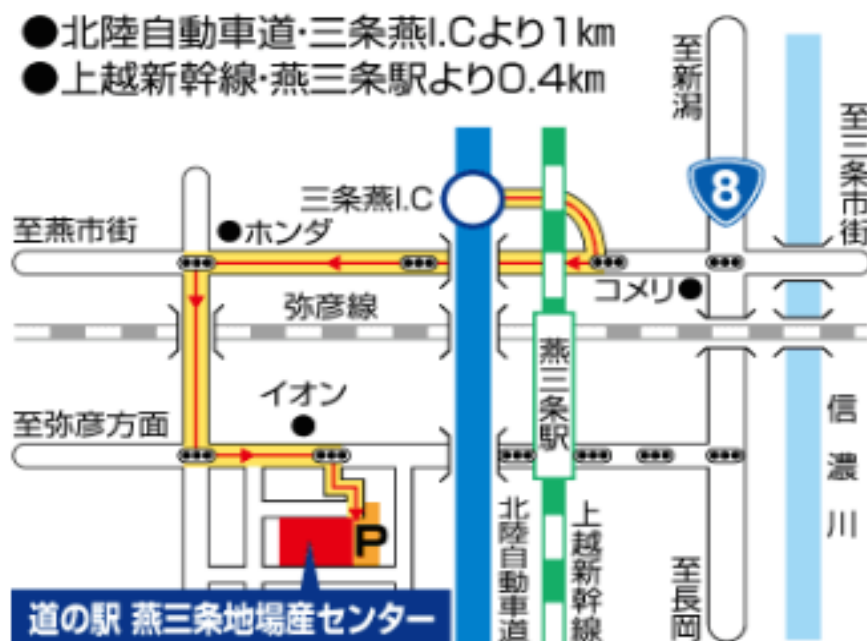 ●北陸自動車道・三条燕I.Cより1km
●上越新幹線・燕三条駅より0.4km
至新潟
至三条市街
8
三条燕I.C
至燕市街
●ホンダ
コメリ●
弥彦線
燕三条駅
イオン
至弥彦方面
信濃川
北陸自動車道
上越新幹線
至長岡
P
道の駅 燕三条地場産センター